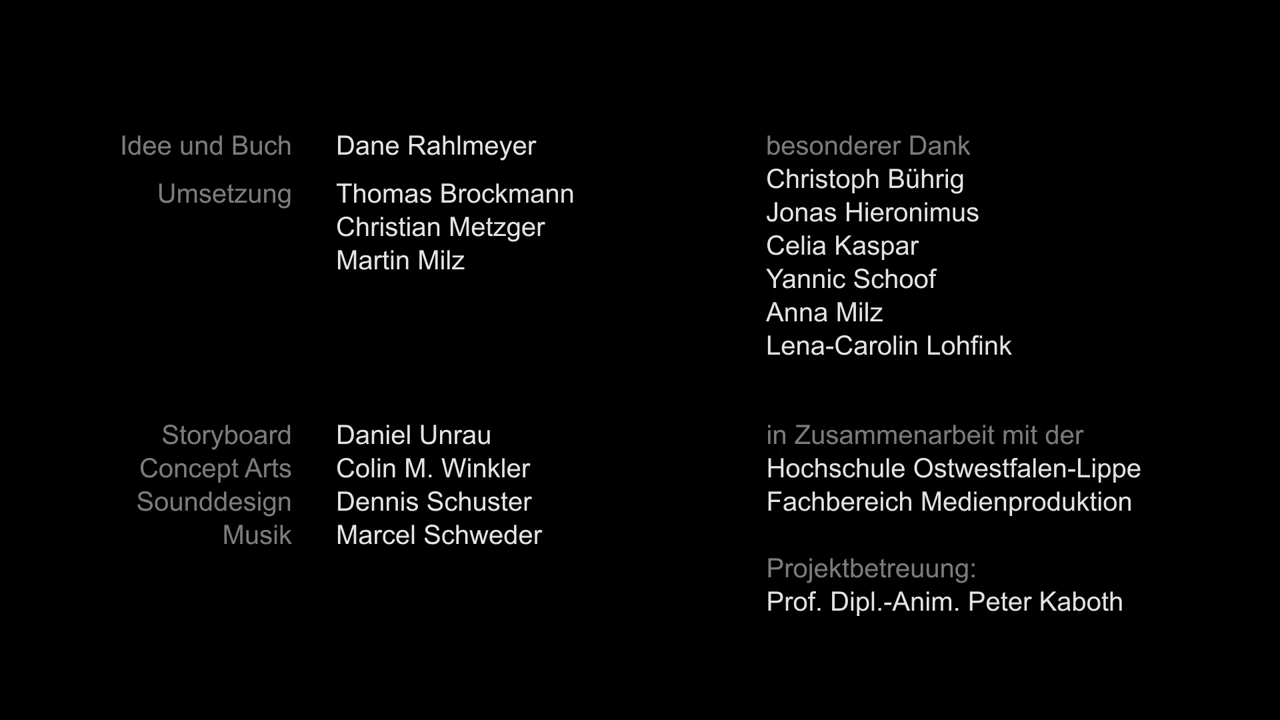 Idee und Buch Dane Rahlmeyer
Umsetzung Thomas Brockmann
Christian Metzger
Martin Milz
Storyboard Daniel Unrau
Concept Arts Colin M. Winkler
Sounddesign Dennis Schuster
Musik Marcel Schweder
besonderer Dank
Christoph Bührig
Jonas Hieronimus
Celia Kaspar
Yannic Schoof
Anna Milz
Lena-Carolin Lohfink
in Zusammenarbeit mit der
Hochschule Ostwestfalen-Lippe
Fachbereich Medienproduktion
Projektbetreuung:
Prof. Dipl.-Anim. Peter Kaboth